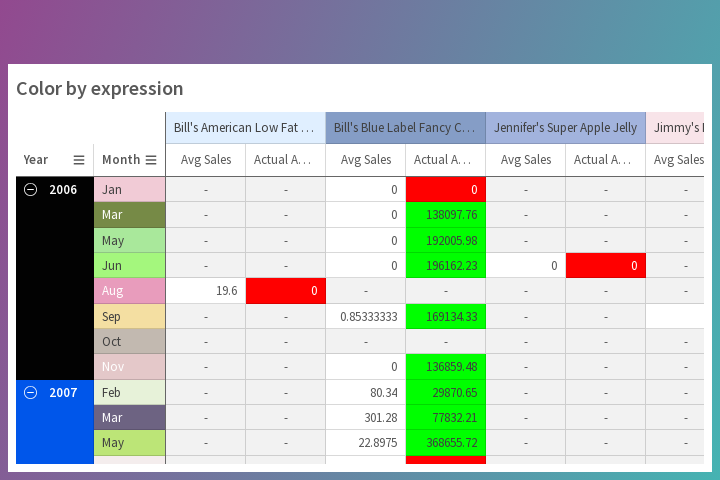 Color by expression
Bill's American Low Fat … Bill's Blue Label Fancy C… Jennifer's Super Apple Jelly Jimmy's
Year Month Avg Sales Actual A… Avg Sales Actual A… Avg Sales Actual A… Avg Sales
2006 Jan - - 0 0 - - -
Mar - - 0 138097.76 - - -
May - - 0 192005.98 - - -
Jun - - 0 196162.23 0 0 -
Aug 19.6 0 - - - - -
Sep - - 0.85333333 169134.33 - -
Oct - - - - - - -
Nov - - 0 136859.48 - - -
2007 Feb - - 80.34 29870.65 - - -
Mar - - 301.28 77832.21 - - -
May - - 22.8975 368655.72 - - -